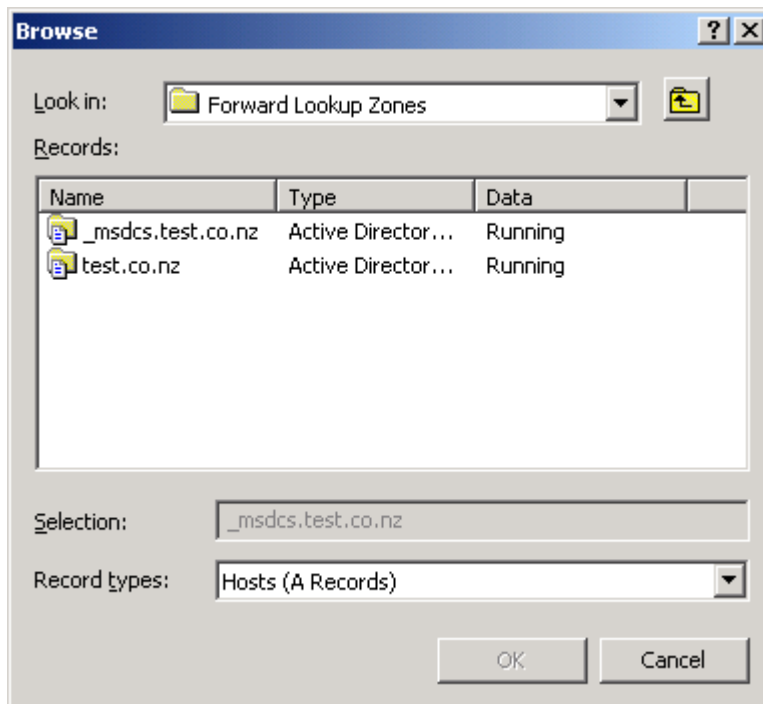 Browse
Look in: Forward Lookup Zones
Records:
Name Type Data
_msdcs.test.co.nz Active Director... Running
test.co.nz Active Director... Running
Selection: _msdcs.test.co.nz
Record types: Hosts (A Records)
OK Cancel